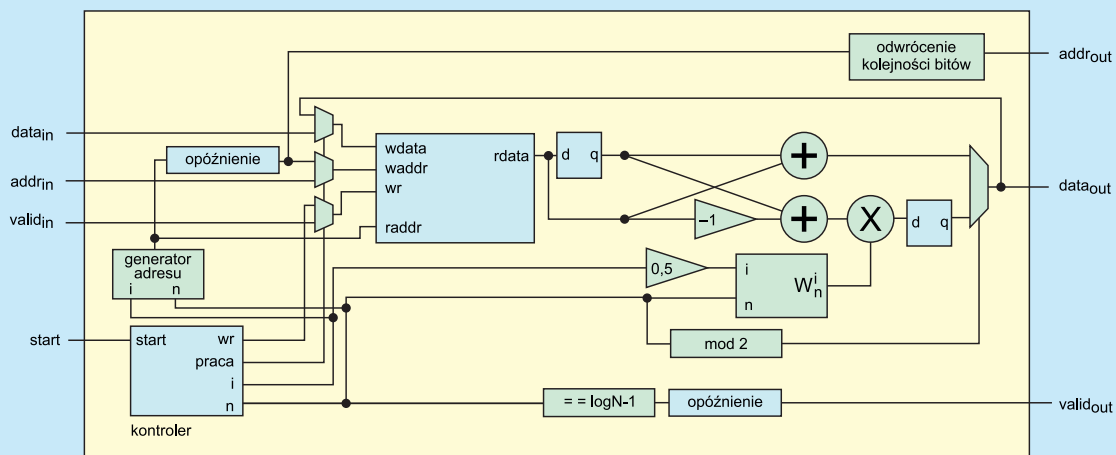 odwrócenie
kolejności bitów
addrout
datain
opóźnienie
addrin
validin
wdata
waddr
wr
raddr
rdata
d q
+
−1
+
X
d q
dataout
generator
adresu
i n
0,5
i
n
Wni
mod 2
start
start
wr
praca
i
n
kontroler
= = logN-1
opóźnienie
validout